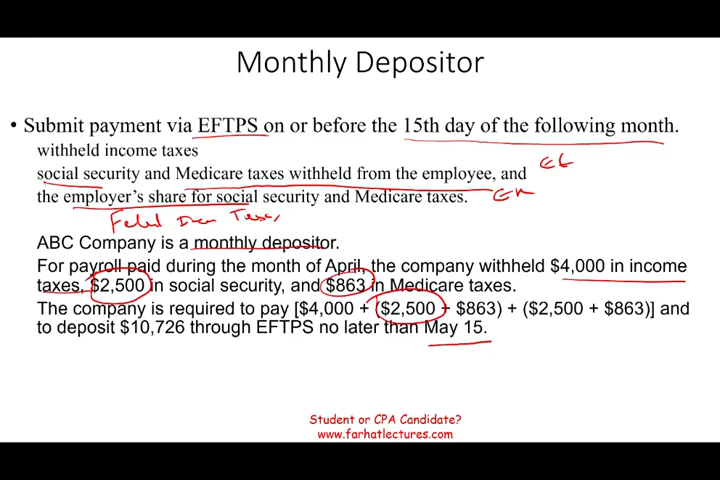 Monthly Depositor
• Submit payment via EFTPS on or before the 15th day of the following month.
withheld income taxes
social security and Medicare taxes withheld from the employee, and
the employer's share for social security and Medicare taxes.
ABC Company is a monthly depositor.
For payroll paid during the month of April, the company withheld $4,000 in income
taxes, $2,500 in social security, and $863 in Medicare taxes.
The company is required to pay [$4,000 + ($2,500 + $863) + ($2,500 + $863)] and
to deposit $10,726 through EFTPS no later than May 15.
Student or CPA Candidate?
www.farhatlectures.com